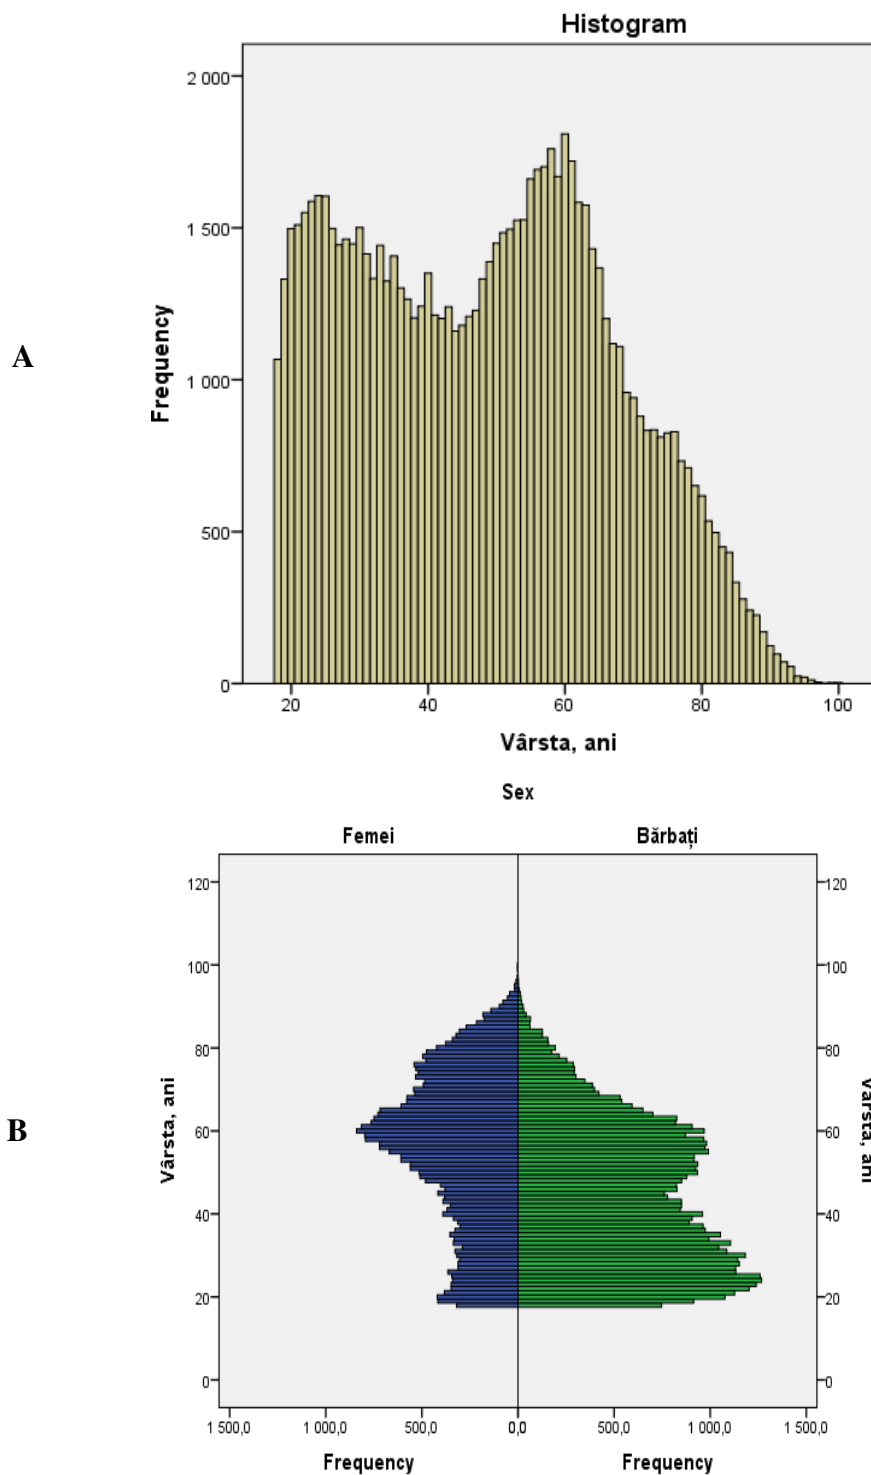 Histogram
2 000
1 500
A
Frequency
1 000
500
0
20 40 60 80 100
Vârsta, ani
Sex
Femei Bărbați
120 120
100 100
80 80
B
Vârsta, ani
Vârsta, ani
60 60
40 40
20 20
0 0
1 500,0 1 000,0 500,0 0,0 500,0 1 000,0 1 500,0
Frequency Frequency